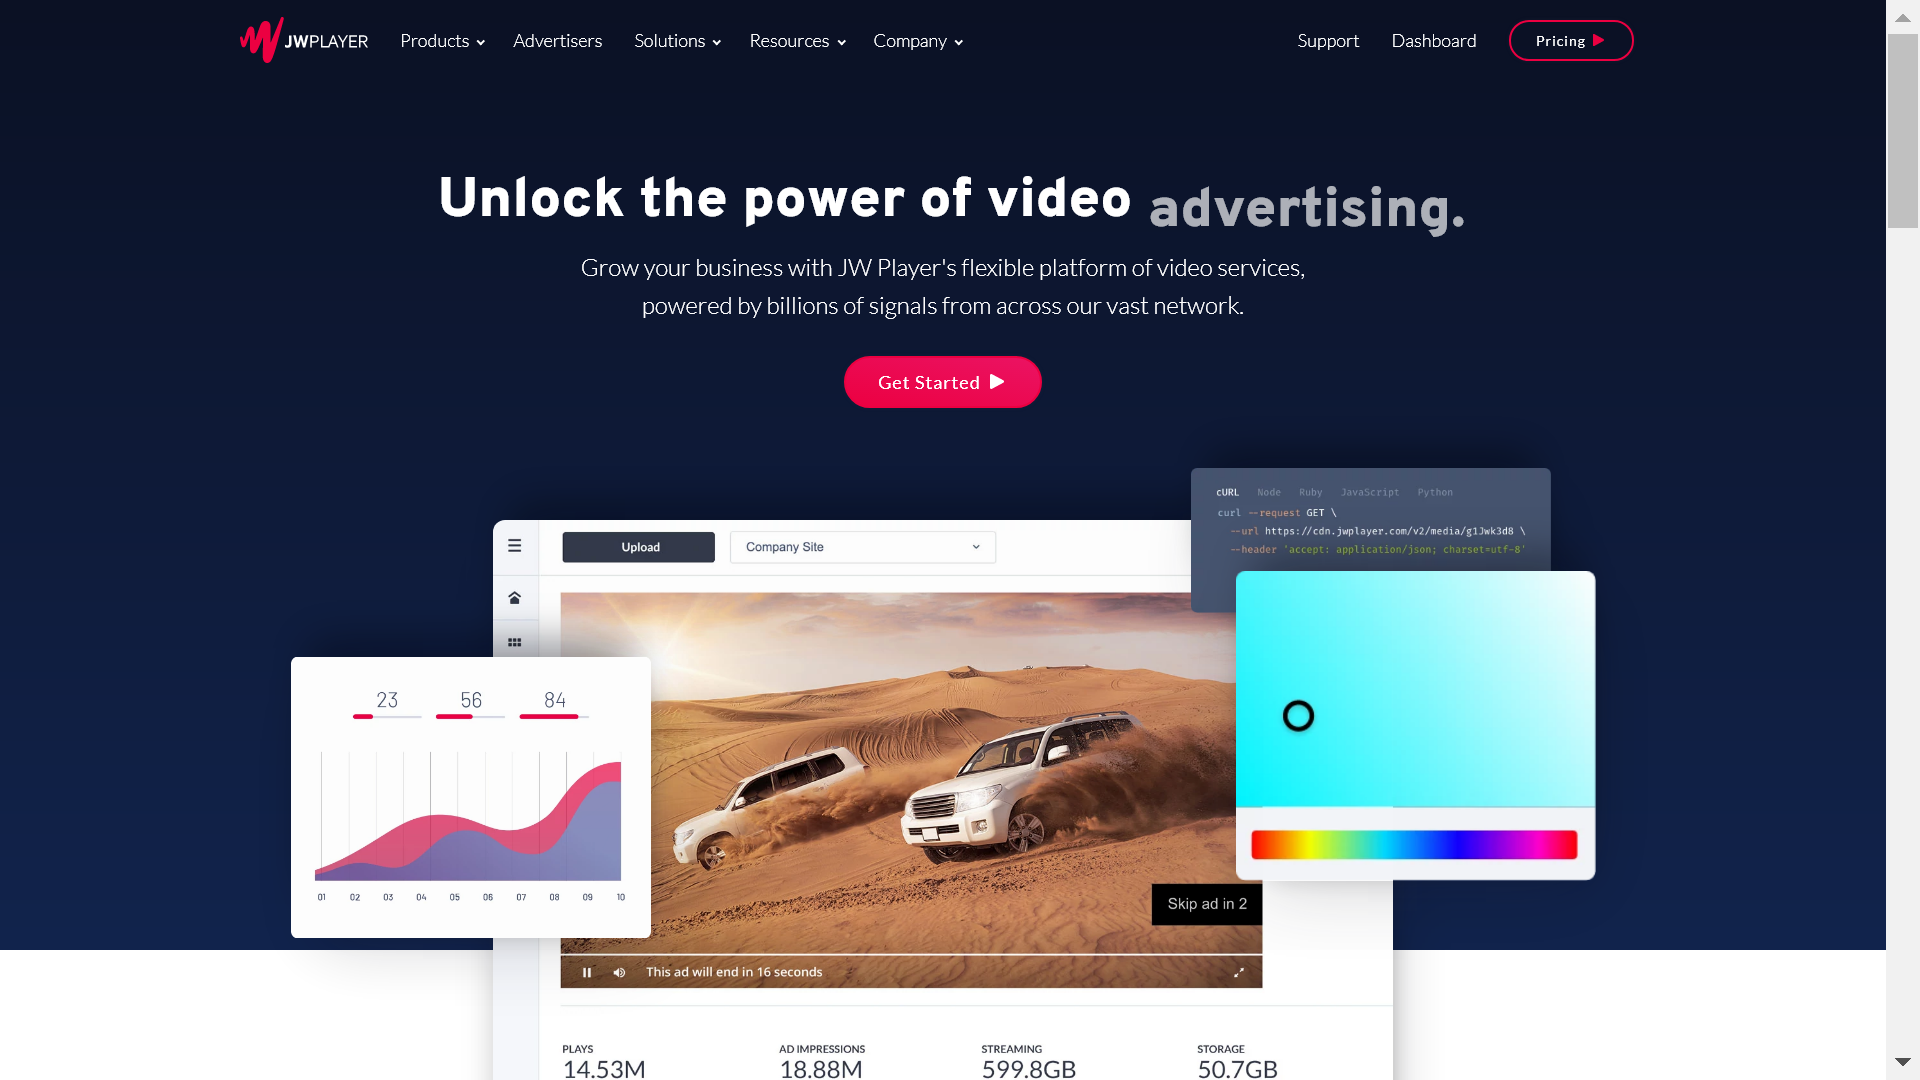 JWPLAYER Products Advertisers Solutions Resources Company Support Dashboard Pricing
Unlock the power of video advertising.
Grow your business with JW Player's flexible platform of video services,
powered by billions of signals from across our vast network.
Get Started
cURL Node Ruby JavaScript Python
curl --request GET \
--url https://cdn.jwplayer.com/v2/media/g1Jwk3d8 \
--header 'accept: application/json; charset=utf-8'
Upload Company Site
23 56 84
01 02 03 04 05 06 07 08 09 10
Skip ad in 2
This ad will end in 16 seconds
PLAYS AD IMPRESSIONS STREAMING STORAGE
14.53M 18.88M 599.8GB 50.7GB